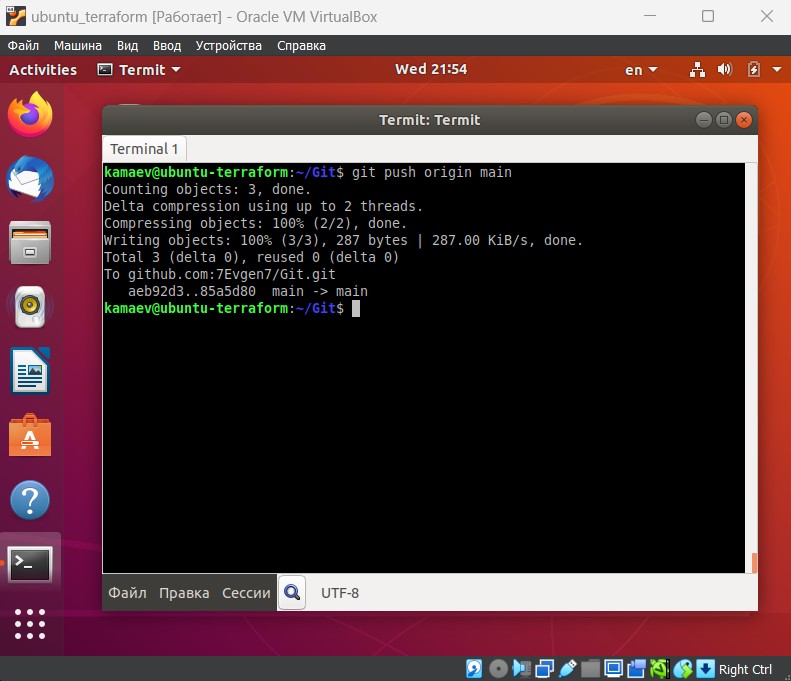 ubuntu_terraform [Работает] - Oracle VM VirtualBox
Файл Машина Вид Ввод Устройства Справка
Activities Termit Wed 21:54 en
Termit: Termit
Terminal 1
kamaev@ubuntu-terraform:~/Git$ git push origin main
Counting objects: 3, done.
Delta compression using up to 2 threads.
Compressing objects: 100% (2/2), done.
Writing objects: 100% (3/3), 287 bytes | 287.00 KiB/s, done.
Total 3 (delta 0), reused 0 (delta 0)
To github.com:7Evgen7/Git.git
   aeb92d3..85a5d80  main -> main
kamaev@ubuntu-terraform:~/Git$
Файл Правка Сессии UTF-8
Right Ctrl